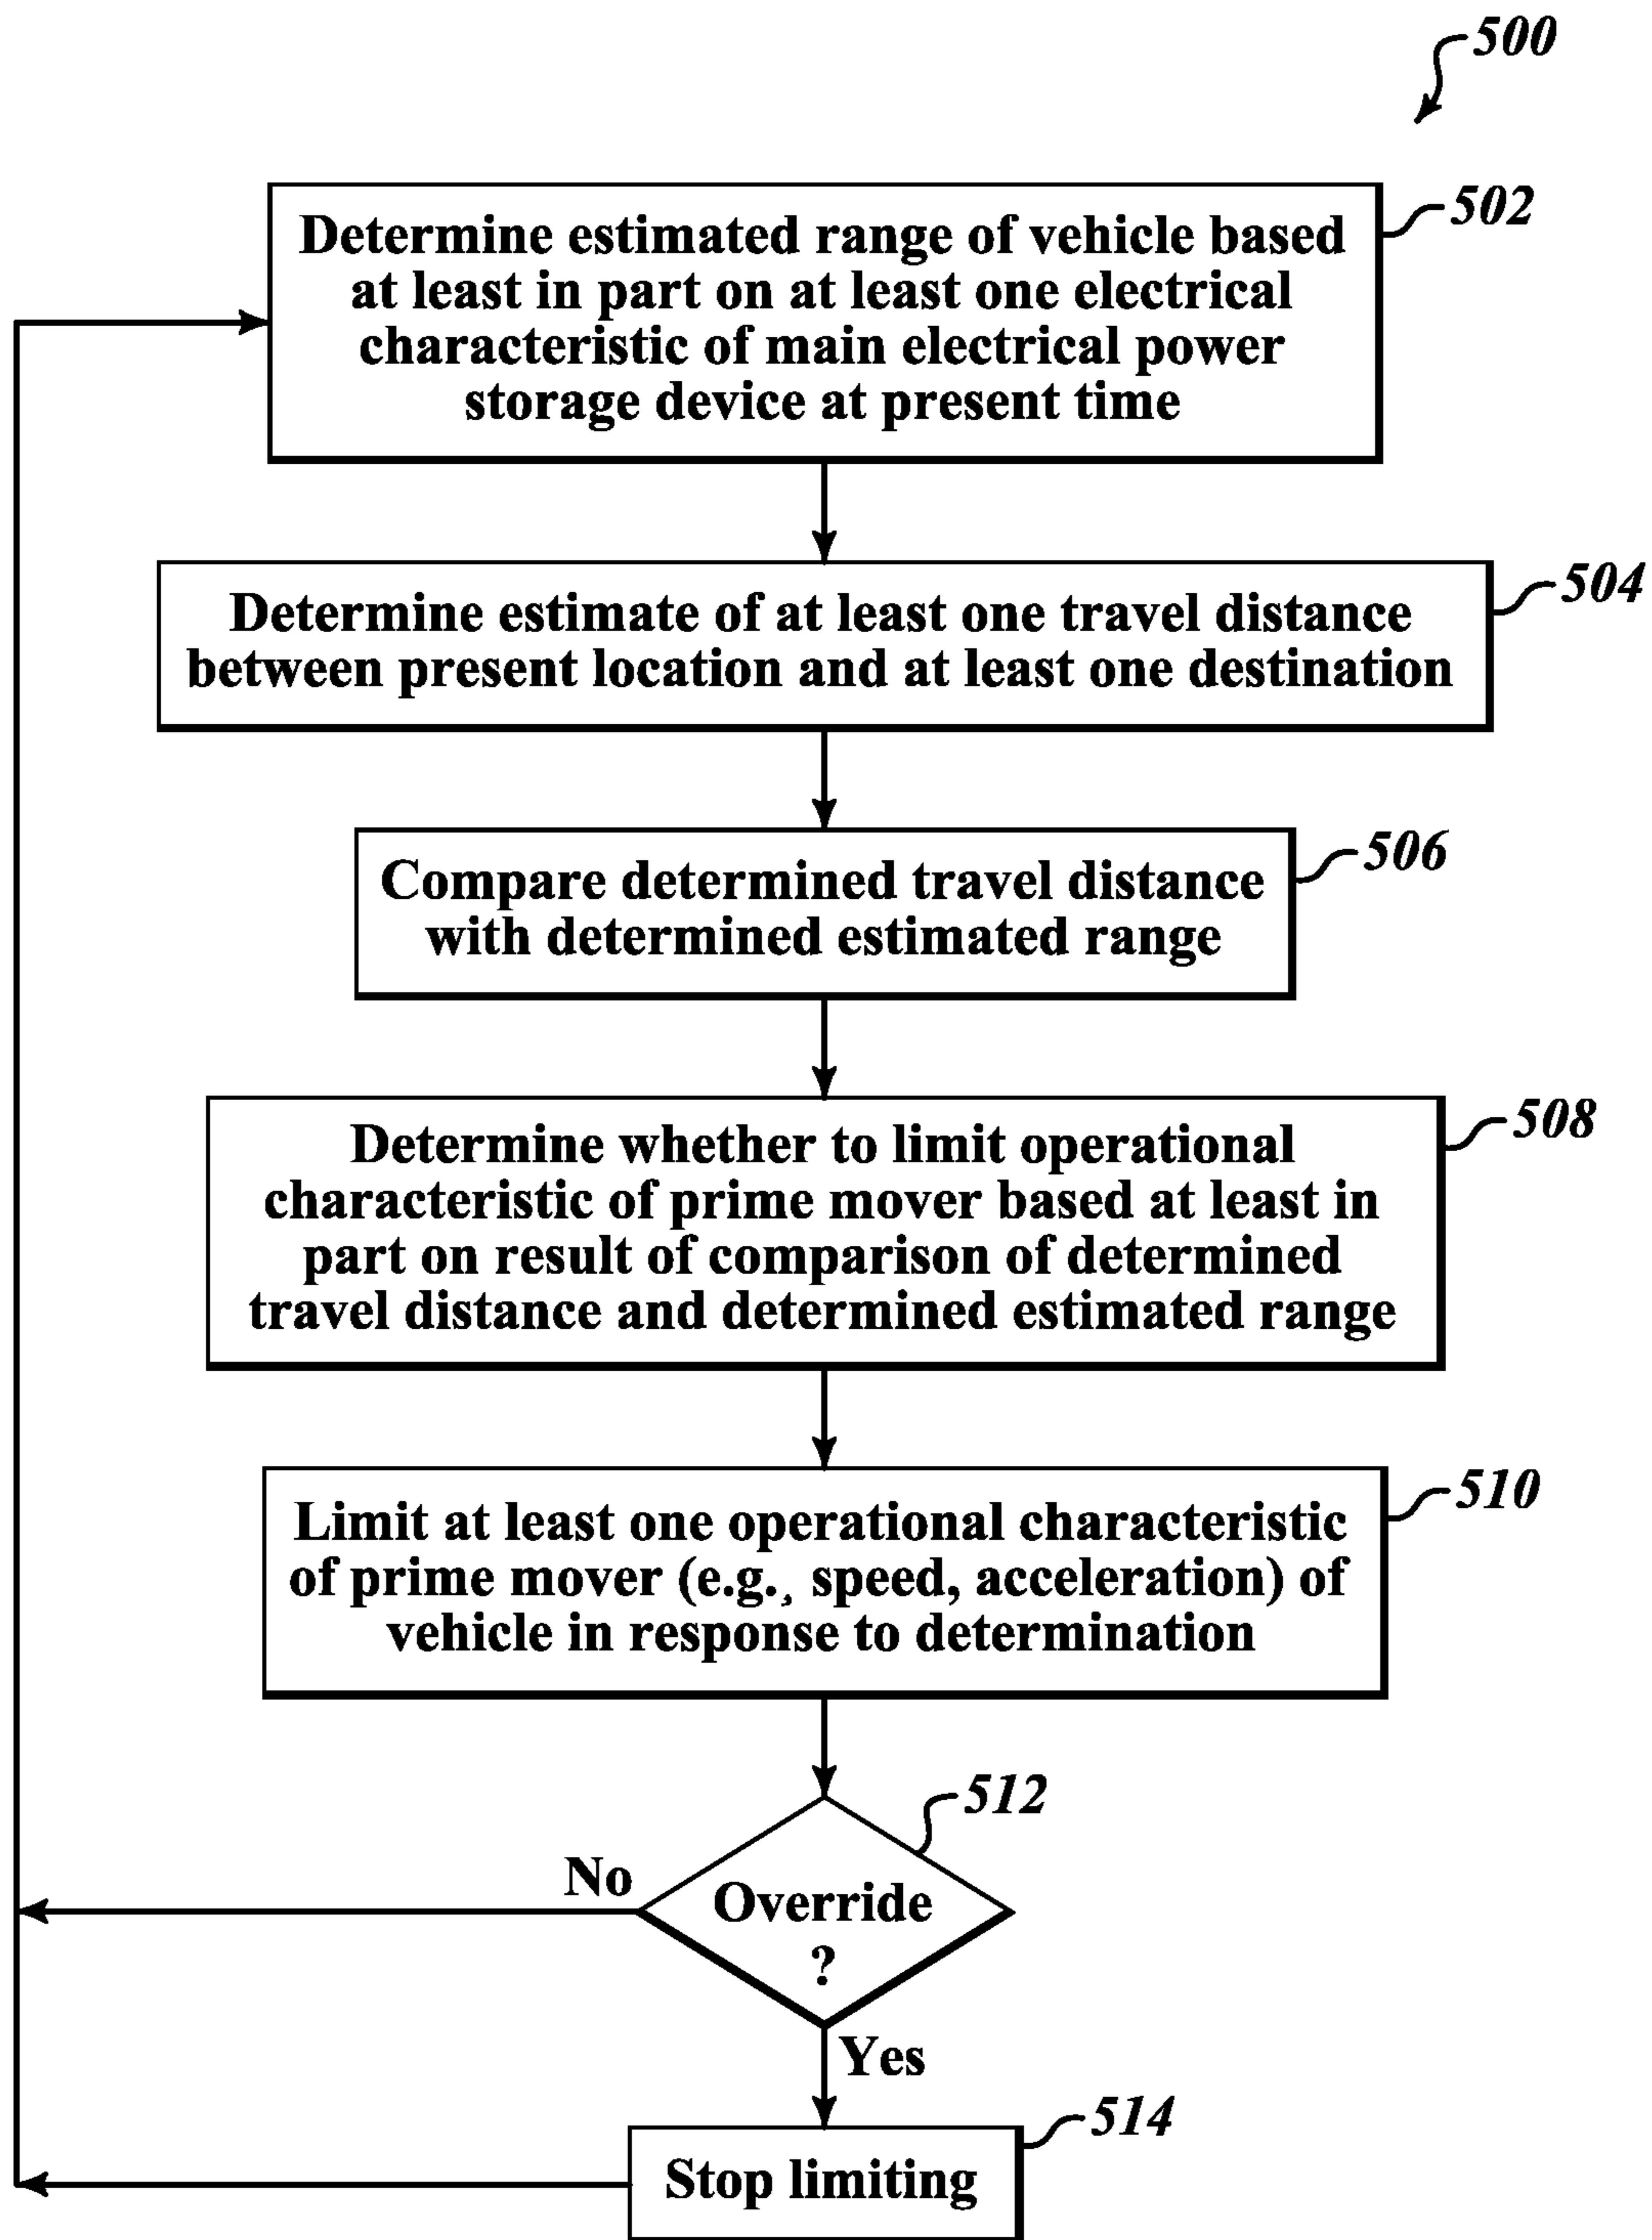 500
502
Determine estimated range of vehicle based
at least in part on at least one electrical
characteristic of main electrical power
storage device at present time
504
Determine estimate of at least one travel distance
between present location and at least one destination
506
Compare determined travel distance
with determined estimated range
508
Determine whether to limit operational
characteristic of prime mover based at least in
part on result of comparison of determined
travel distance and determined estimated range
510
Limit at least one operational characteristic
of prime mover (e.g., speed, acceleration) of
vehicle in response to determination
512
No
Override
?
Yes
514
Stop limiting